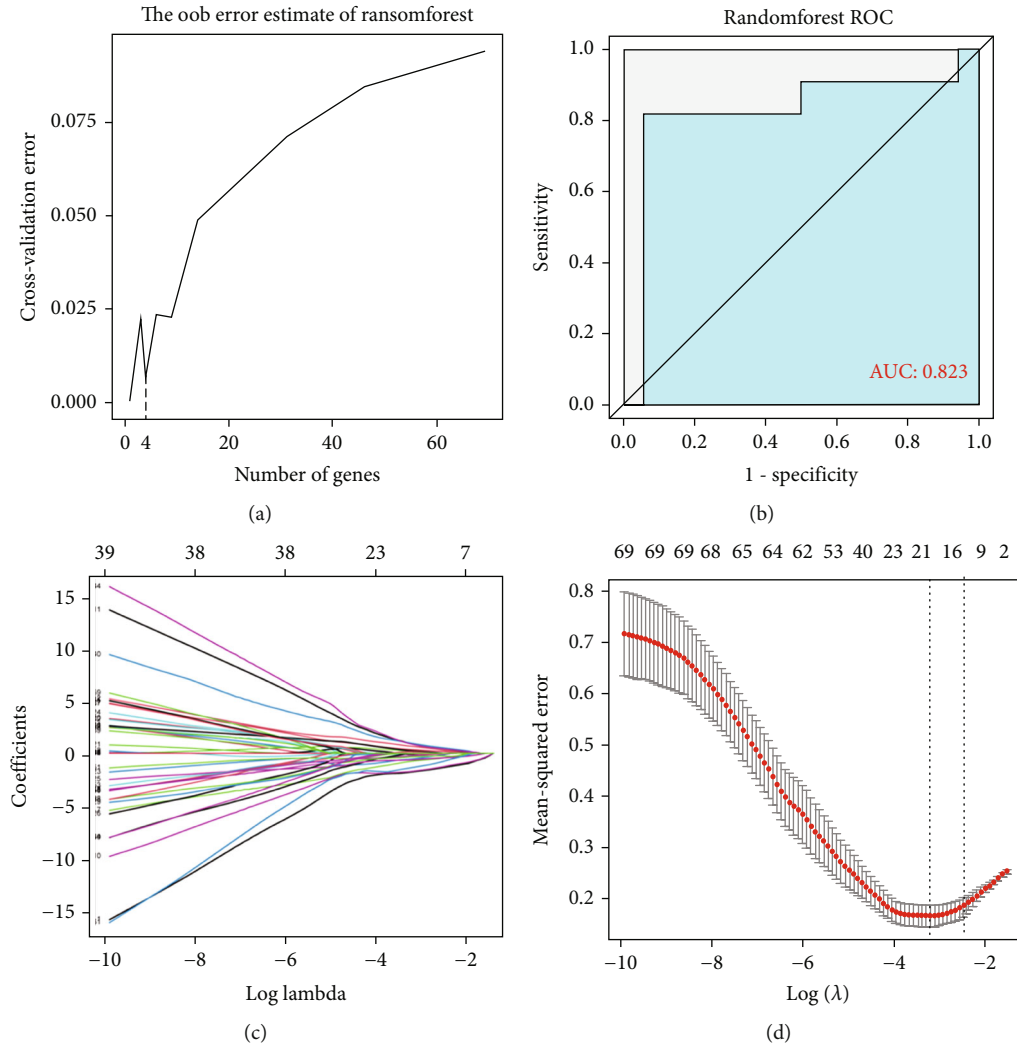 The oob error estimate of ransomforest
Cross-validation error
0.075
0.050
0.025
0.000
0 4 20 40 60
Number of genes
(a)
Randomforest ROC
Sensitivity
1.0
0.8
0.6
0.4
0.2
0.0
AUC: 0.823
0.0 0.2 0.4 0.6 0.8 1.0
1 - specificity
(b)
39 38 38 23 7
Coefficients
15
10
5
0
−5
−10
−15
−10 −8 −6 −4 −2
Log lambda
(c)
69 69 69 68 65 64 62 53 40 23 21 16 9 2
Mean-squared error
0.8
0.7
0.6
0.5
0.4
0.3
0.2
−10 −8 −6 −4 −2
Log (λ)
(d)